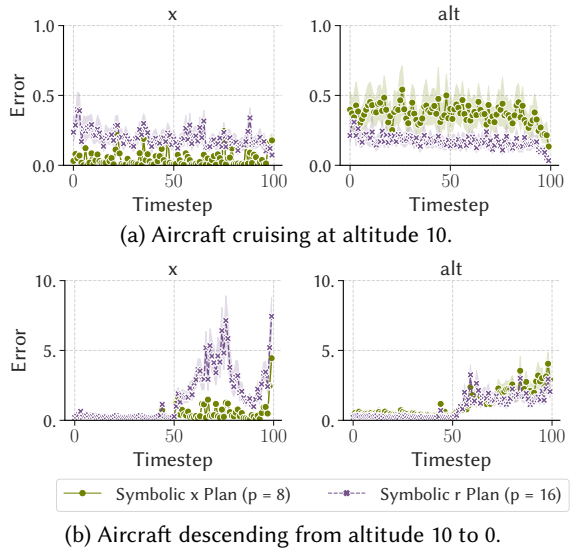 x alt
1.0 1.0
Error
0.5 0.5
0.0 0.0
0 50 100 0 50 100
Timestep Timestep
(a) Aircraft cruising at altitude 10.
x alt
10. 10.
Error
5. 5.
0. 0.
0 50 100 0 50 100
Timestep Timestep
Symbolic x Plan (p = 8) Symbolic r Plan (p = 16)
(b) Aircraft descending from altitude 10 to 0.